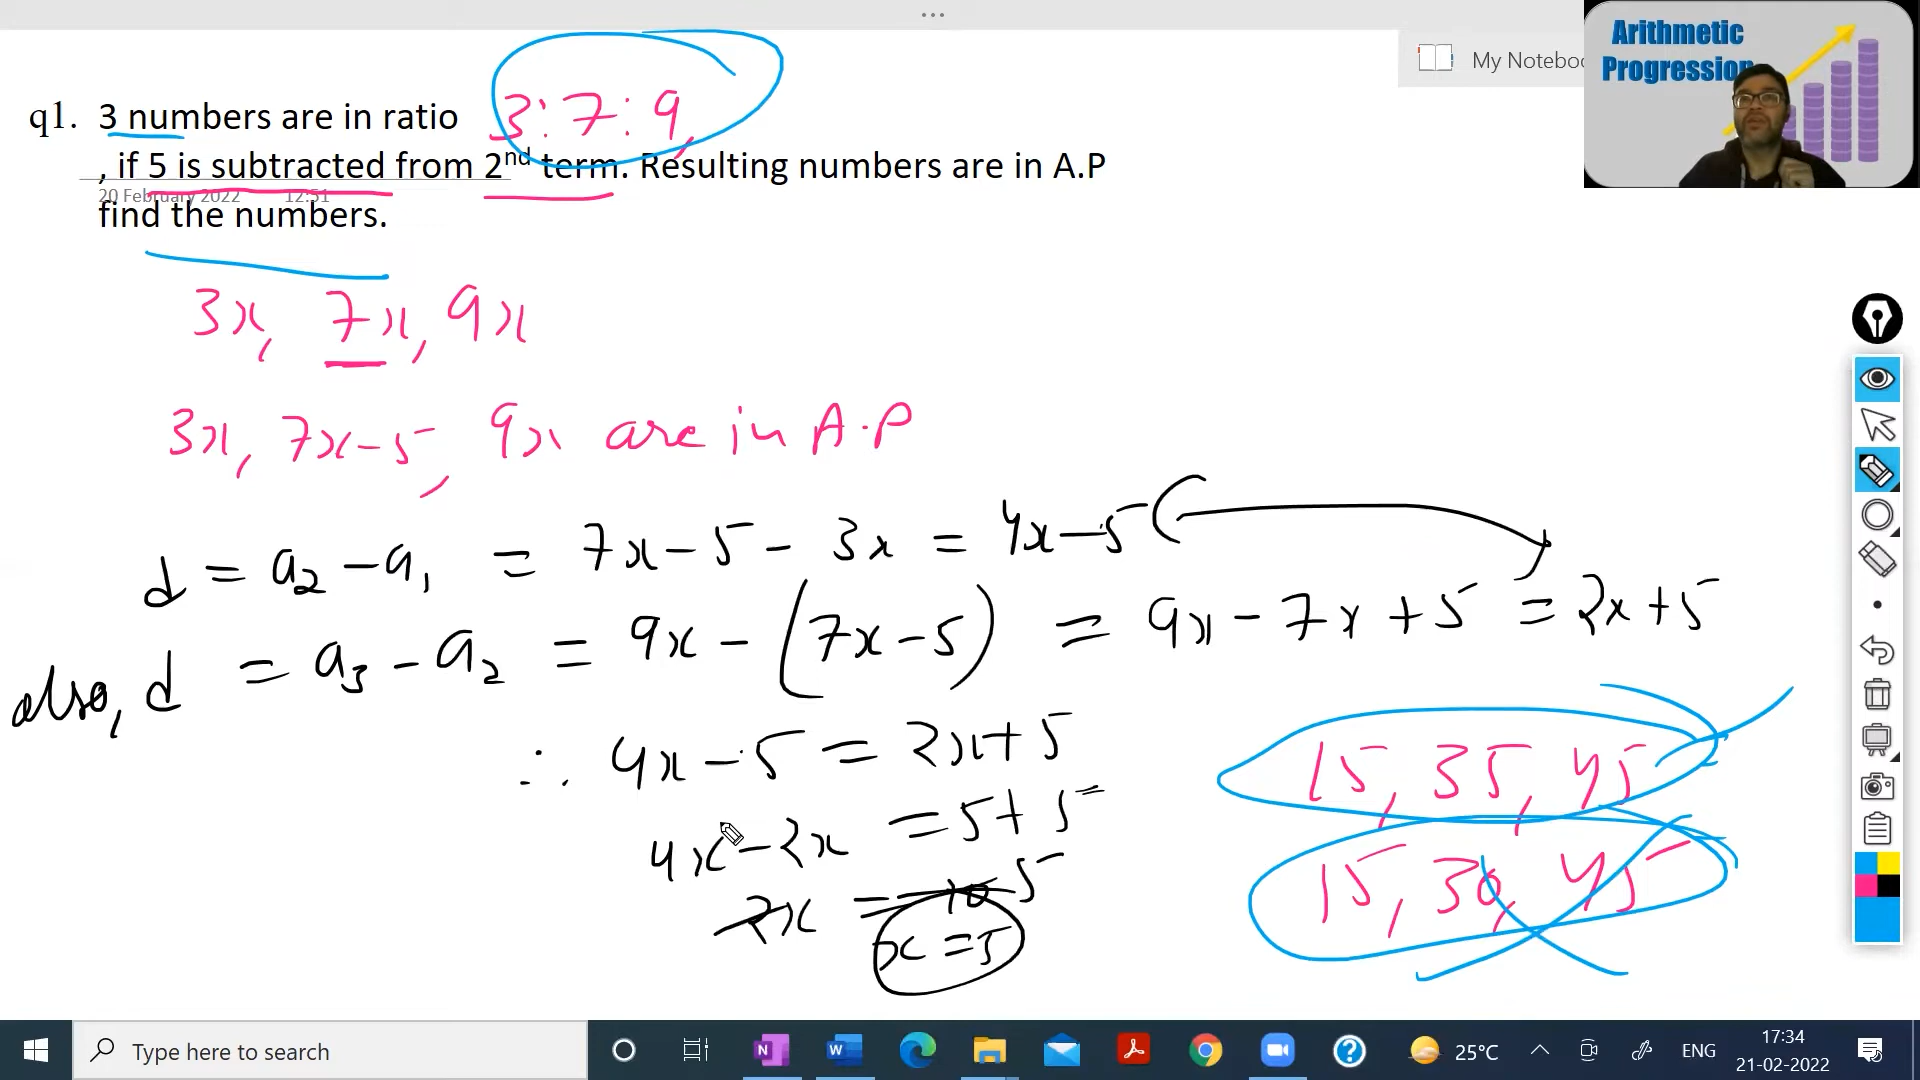 Arithmetic
Progression
My Noteboo
q1. 3 numbers are in ratio 3:7:9,
, if 5 is subtracted from 2nd term. Resulting numbers are in A.P
20 February 2022 12:51
find the numbers.
3x, 7x, 9x
3x, 7x-5, 9x are in A.P
d = a2 - a1 = 7x - 5 - 3x = 4x - 5
also, d = a3 - a2 = 9x - (7x - 5) = 9x - 7x + 5 = 2x + 5
∴ 4x - 5 = 2x + 5
4x - 2x = 5 + 5
2x = 10 5
x = 5
15, 35, 45
15, 30, 45
Type here to search
25°C
ENG
17:34
21-02-2022